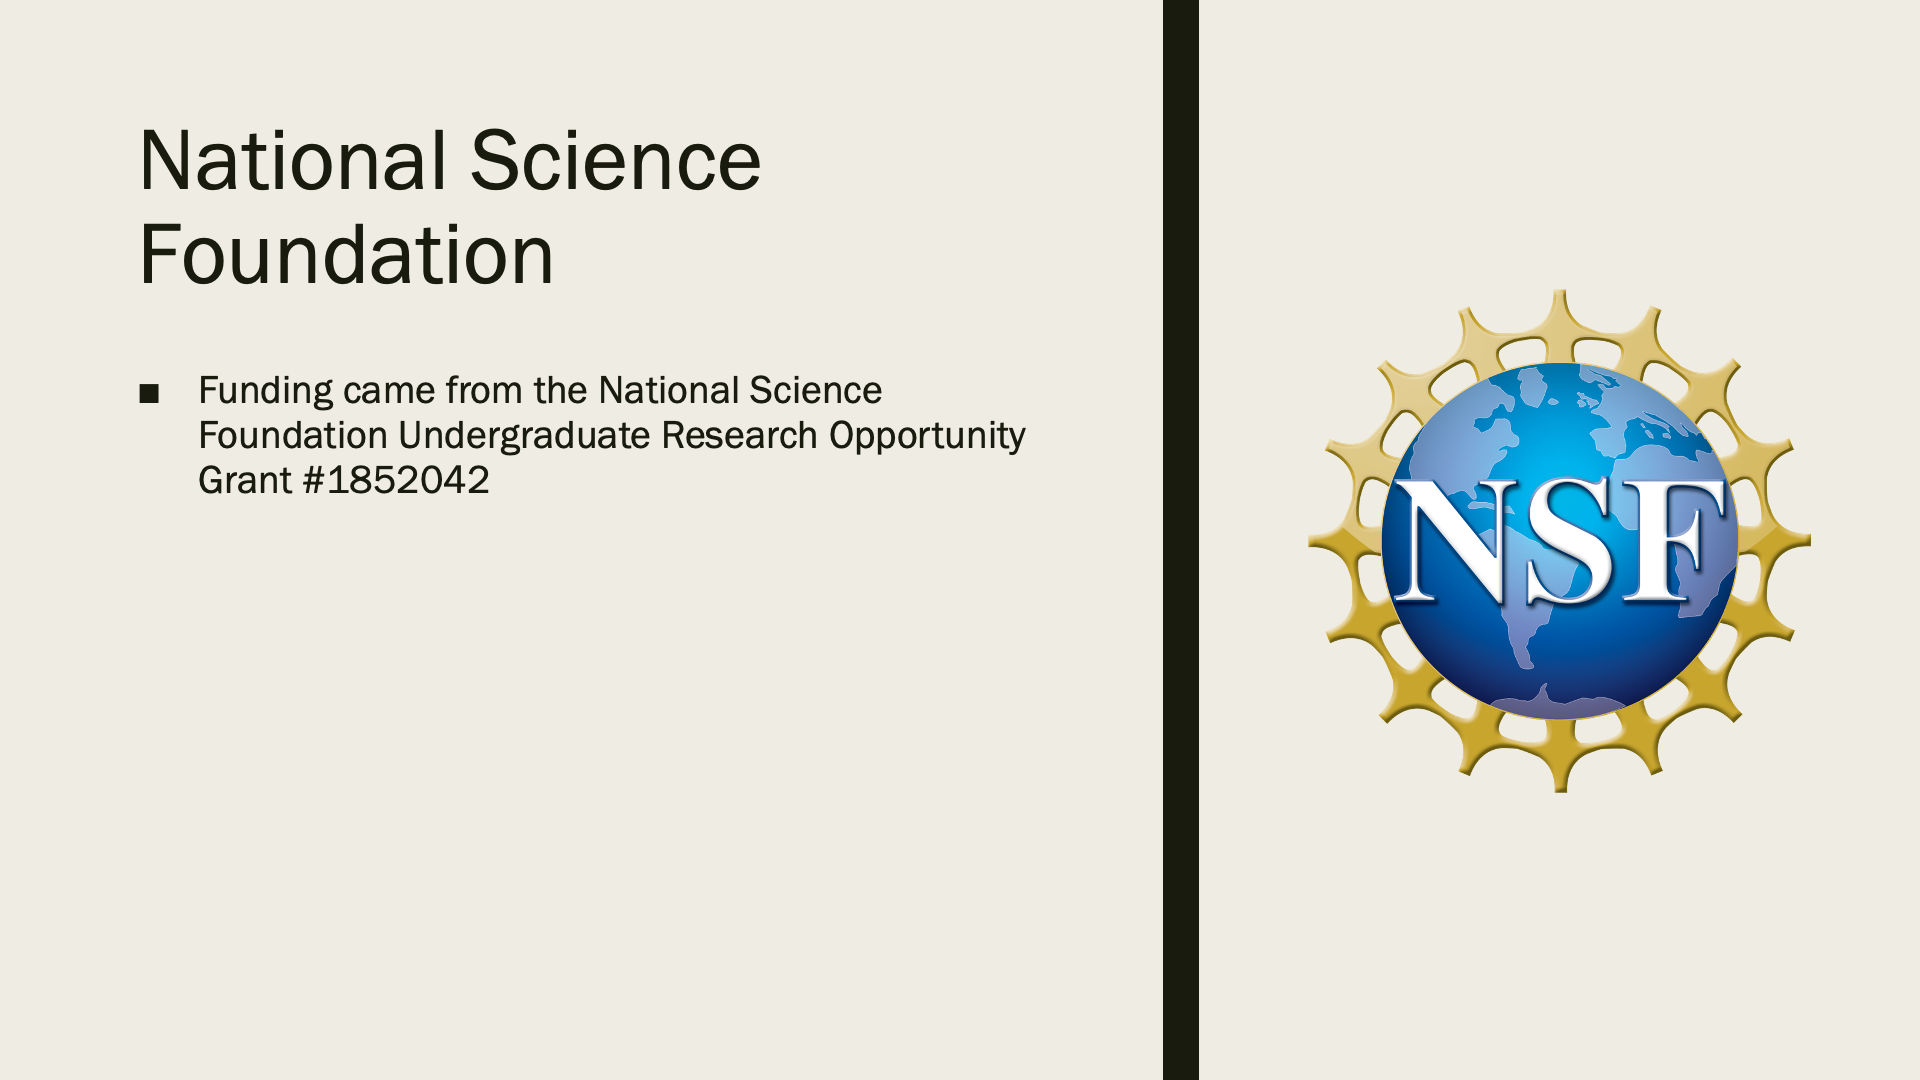 National Science
Foundation
■ Funding came from the National Science
Foundation Undergraduate Research Opportunity
Grant #1852042
NSF